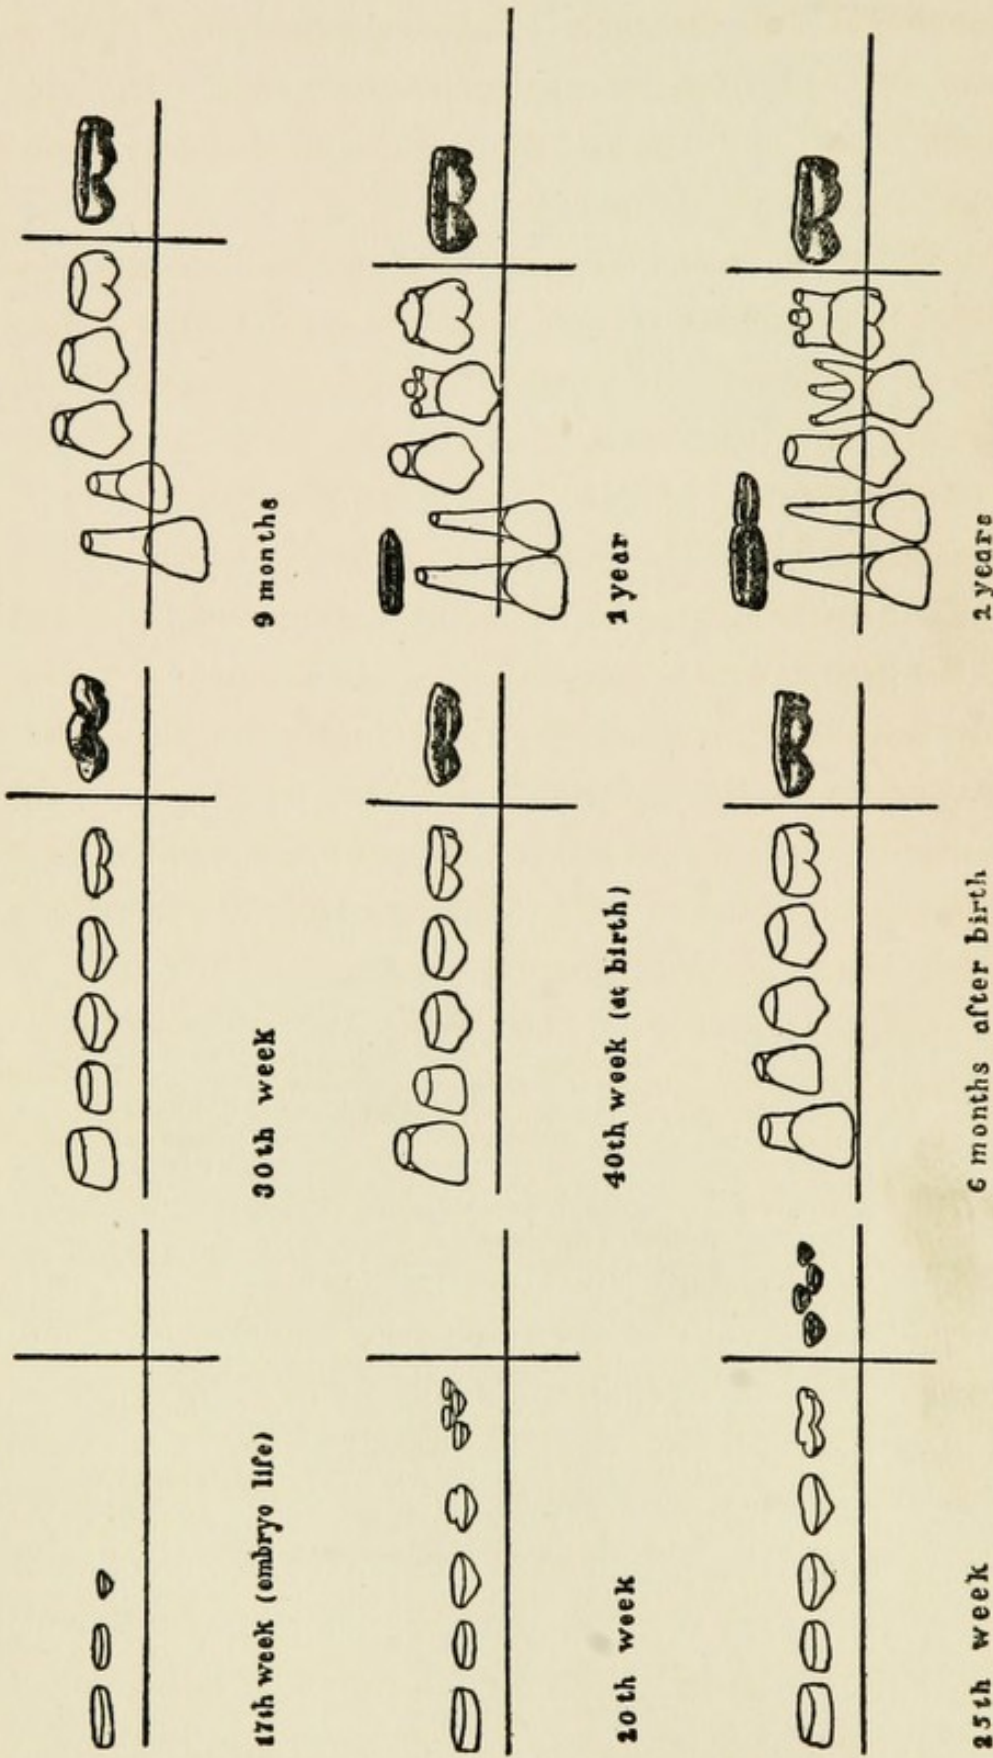 17th week (embryo life)
20th week
25th week
30th week
40th week (at birth)
6 months after birth
9 months
1 year
2 years